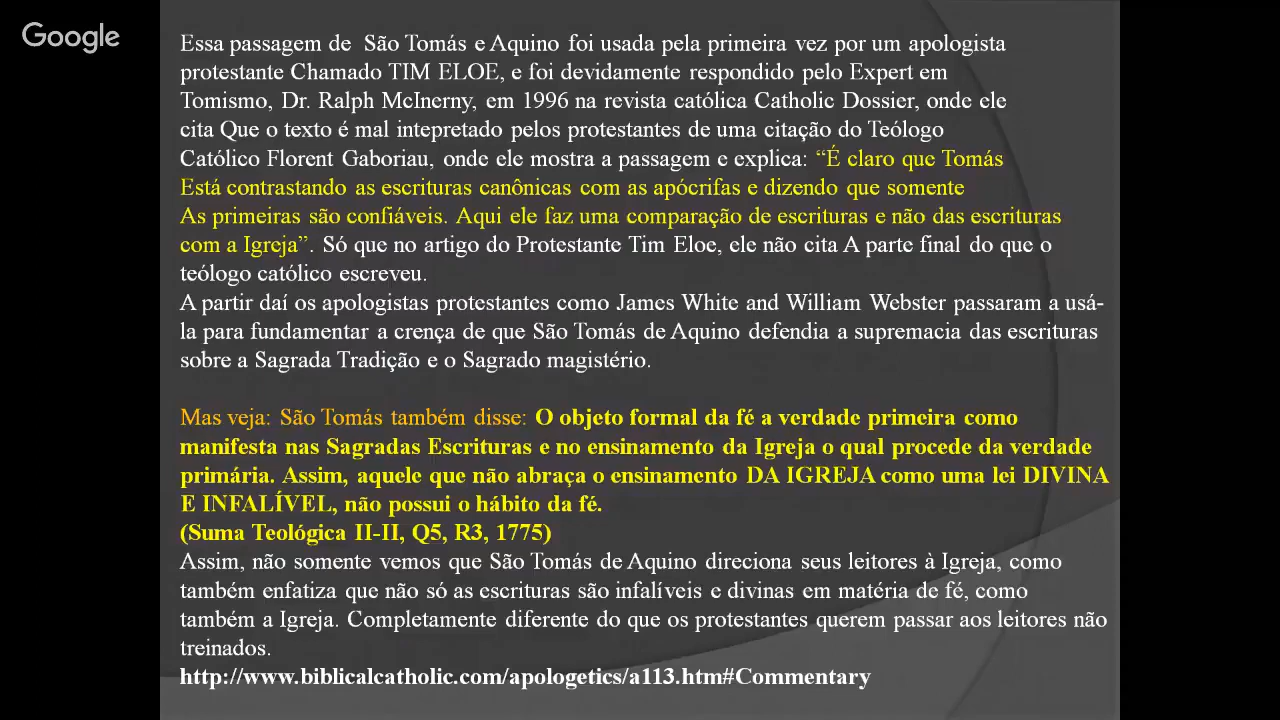 Google
Essa passagem de São Tomás e Aquino foi usada pela primeira vez por um apologista
protestante Chamado TIM ELOE, e foi devidamente respondido pelo Expert em
Tomismo, Dr. Ralph McInerny, em 1996 na revista católica Catholic Dossier, onde ele
cita Que o texto é mal intepretado pelos protestantes de uma citação do Teólogo
Católico Florent Gaboriau, onde ele mostra a passagem e explica: “É claro que Tomás
Está contrastando as escrituras canônicas com as apócrifas e dizendo que somente
As primeiras são confiáveis. Aqui ele faz uma comparação de escrituras e não das escrituras
com a Igreja”. Só que no artigo do Protestante Tim Eloe, ele não cita A parte final do que o
teólogo católico escreveu.
A partir daí os apologistas protestantes como James White and William Webster passaram a usá-
la para fundamentar a crença de que São Tomás de Aquino defendia a supremacia das escrituras
sobre a Sagrada Tradição e o Sagrado magistério.
Mas veja: São Tomás também disse: O objeto formal da fé a verdade primeira como
manifesta nas Sagradas Escrituras e no ensinamento da Igreja o qual procede da verdade
primária. Assim, aquele que não abraça o ensinamento DA IGREJA como uma lei DIVINA
E INFALÍVEL, não possui o hábito da fé.
(Suma Teológica II-II, Q5, R3, 1775)
Assim, não somente vemos que São Tomás de Aquino direciona seus leitores à Igreja, como
também enfatiza que não só as escrituras são infalíveis e divinas em matéria de fé, como
também a Igreja. Completamente diferente do que os protestantes querem passar aos leitores não
treinados.
http://www.biblicalcatholic.com/apologetics/a113.htm#Commentary